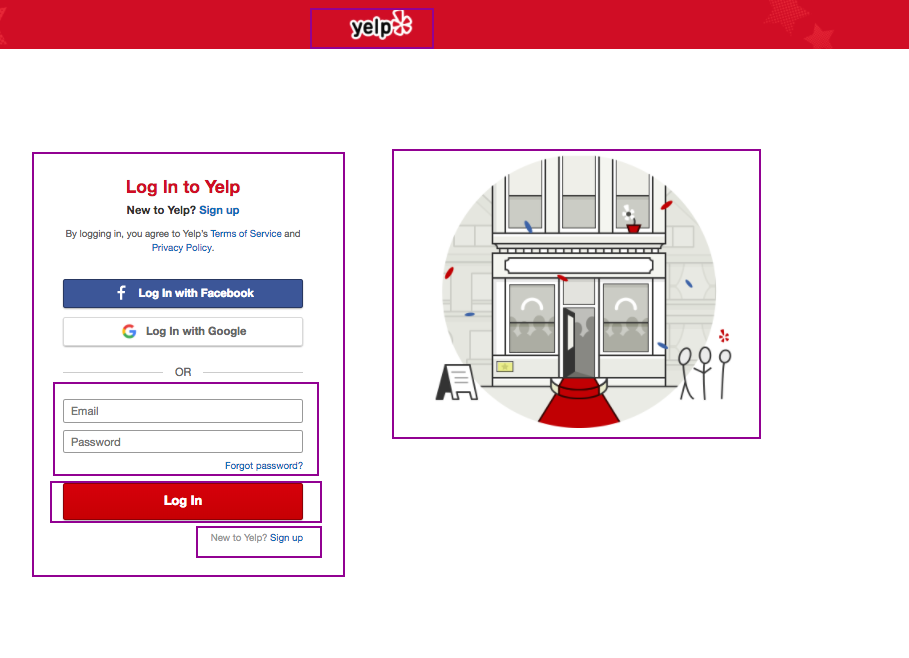 yelp
Log In to Yelp
New to Yelp? Sign up
By logging in, you agree to Yelp's Terms of Service and
Privacy Policy.
Log In with Facebook
Log In with Google
OR
Email
Password
Forgot password?
Log In
New to Yelp? Sign up